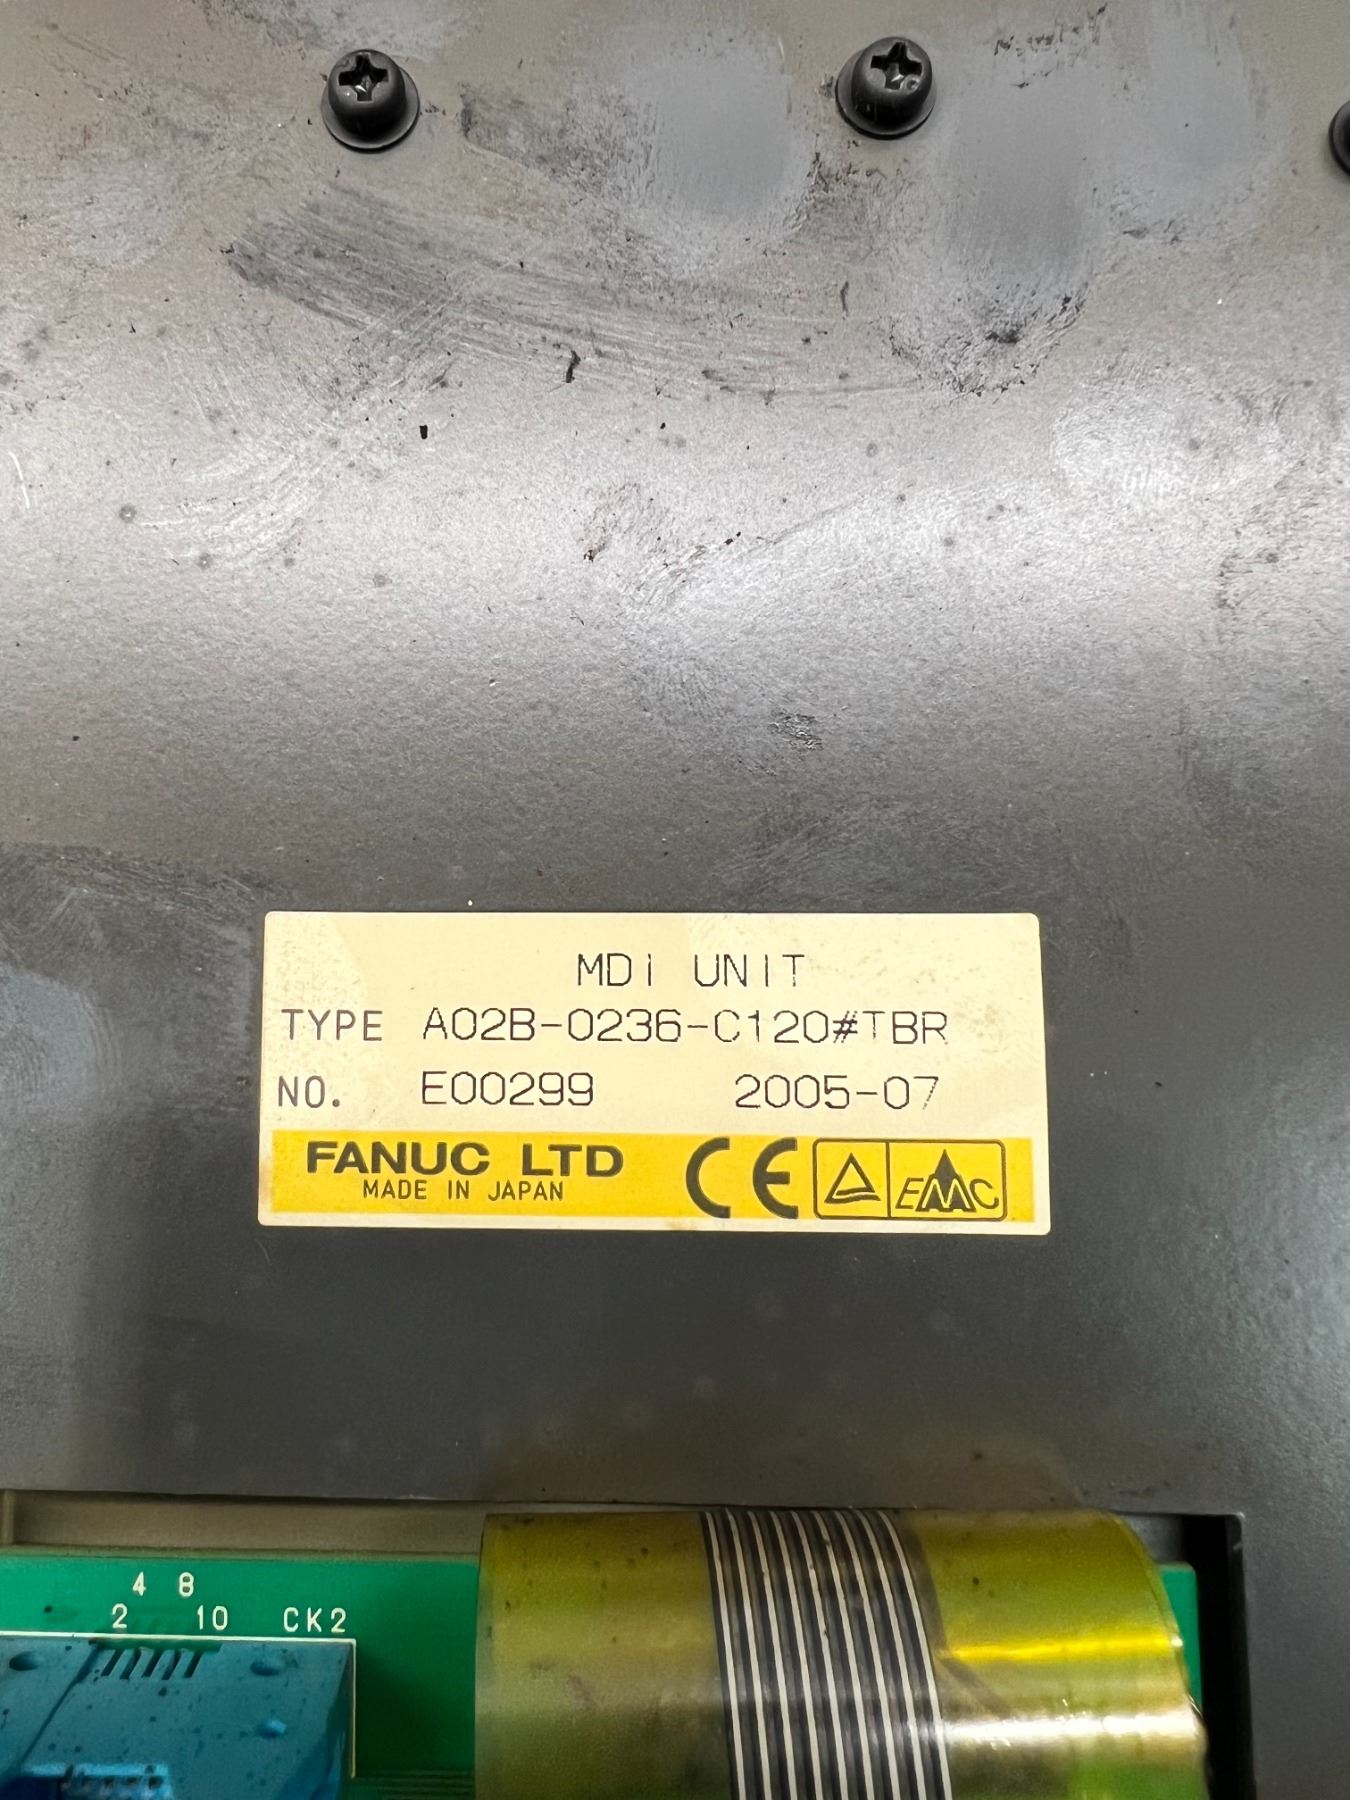 MDI UNIT
TYPE A02B-0236-C120#TBR
NO. E00299 2005-07
FANUC LTD
MADE IN JAPAN
CE
EMC
4 8
2 10 CK2